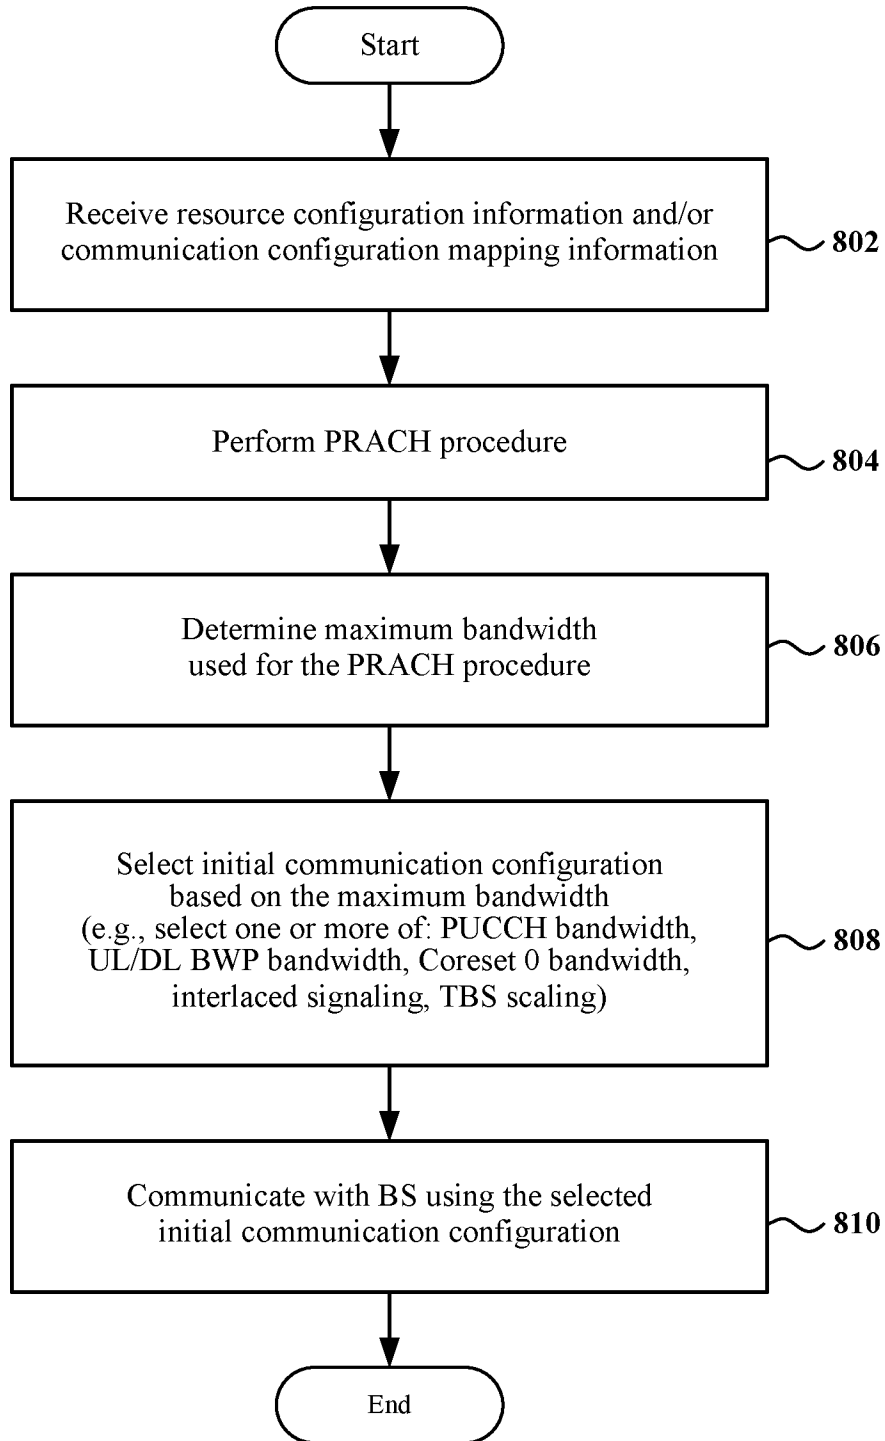 Start
Receive resource configuration information and/or
communication configuration mapping information
802
Perform PRACH procedure
804
Determine maximum bandwidth
used for the PRACH procedure
806
Select initial communication configuration
based on the maximum bandwidth
(e.g., select one or more of: PUCCH bandwidth,
UL/DL BWP bandwidth, Coreset 0 bandwidth,
interlaced signaling, TBS scaling)
808
Communicate with BS using the selected
initial communication configuration
810
End